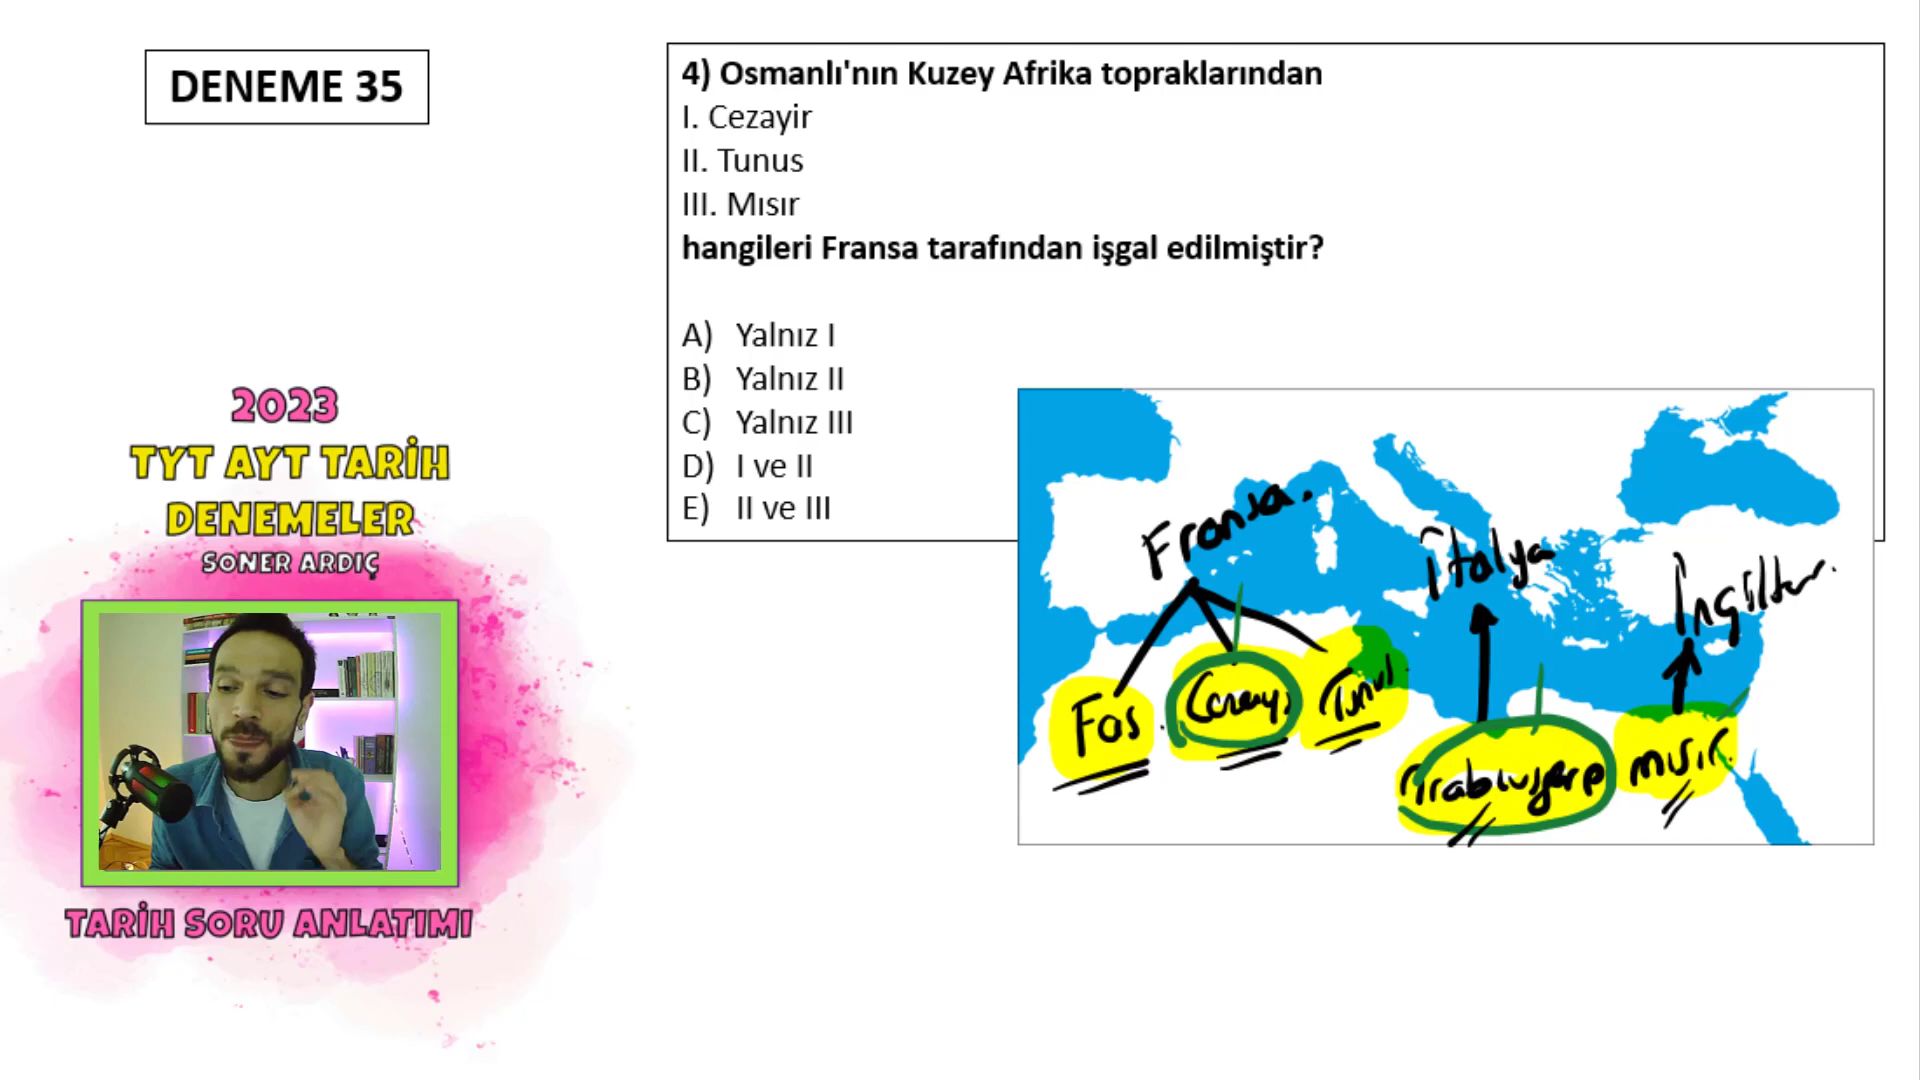 DENEME 35
4) Osmanlı'nın Kuzey Afrika topraklarından
I. Cezayir
II. Tunus
III. Mısır
hangileri Fransa tarafından işgal edilmiştir?
A) Yalnız I
B) Yalnız II
C) Yalnız III
D) I ve II
E) II ve III
2023
TYT AYT TARİH
DENEMELER
SONER ARDIÇ
TARİH SORU ANLATIMI
Fransa.
İtalya
Fas
Tunus
Trablusgarp
mısır.